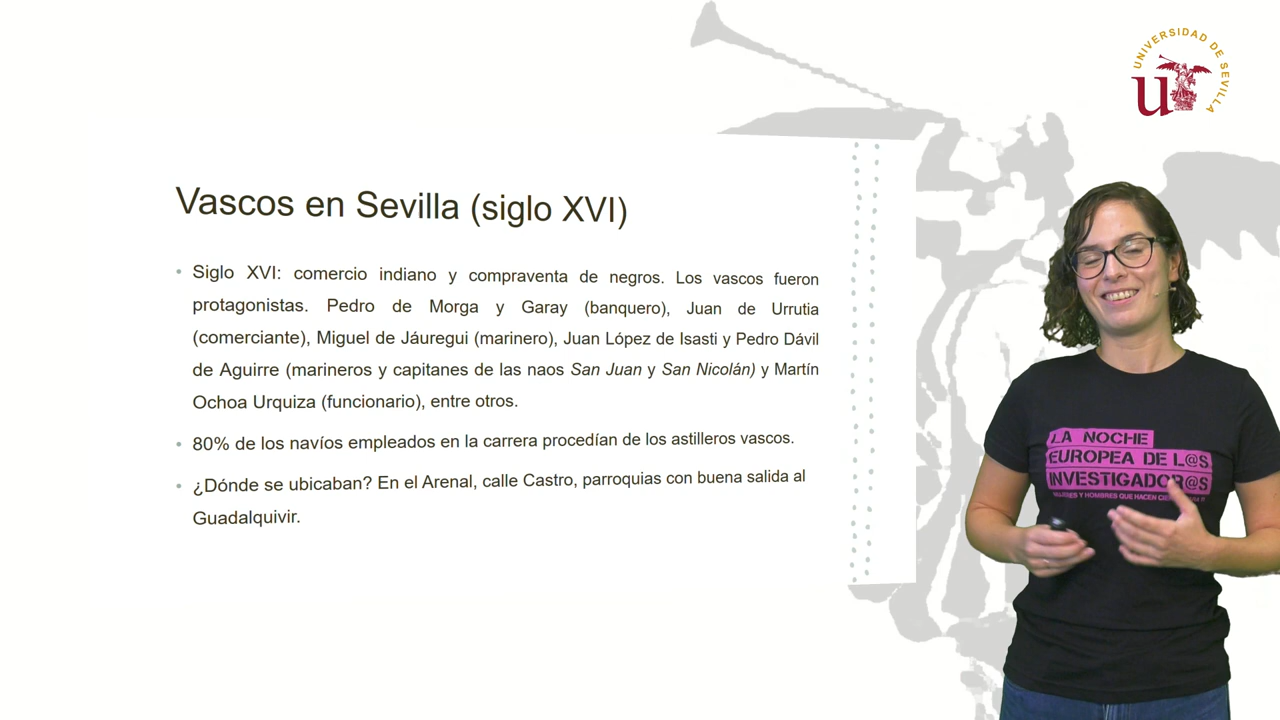 UNIVERSIDAD DE SEVILLA
Vascos en Sevilla (siglo XVI)
• Siglo XVI: comercio indiano y compraventa de negros. Los vascos fueron
protagonistas. Pedro de Morga y Garay (banquero), Juan de Urrutia
(comerciante), Miguel de Jáuregui (marinero), Juan López de Isasti y Pedro Dávil
de Aguirre (marineros y capitanes de las naos San Juan y San Nicolán) y Martín
Ochoa Urquiza (funcionario), entre otros.
• 80% de los navíos empleados en la carrera procedían de los astilleros vascos.
• ¿Dónde se ubicaban? En el Arenal, calle Castro, parroquias con buena salida al
Guadalquivir.
LA NOCHE
EUROPEA DE L@S
INVESTIGADOR@S
MUJERES Y HOMBRES QUE HACEN